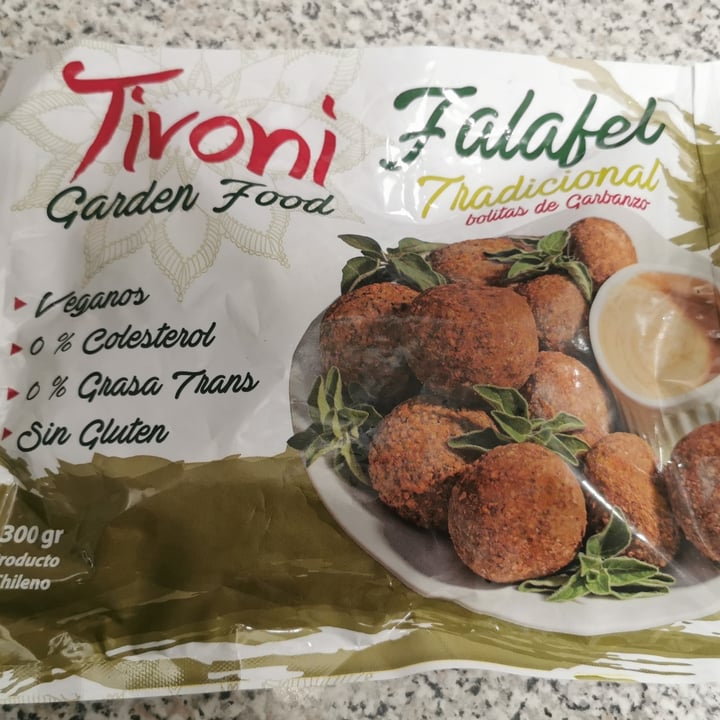 Tivoni
Garden Food
Falafel
Tradicional
bolitas de Garbanzo
Veganos
0 % Colesterol
0 % Grasa Trans
Sin Gluten
300 gr
roducto
hileno